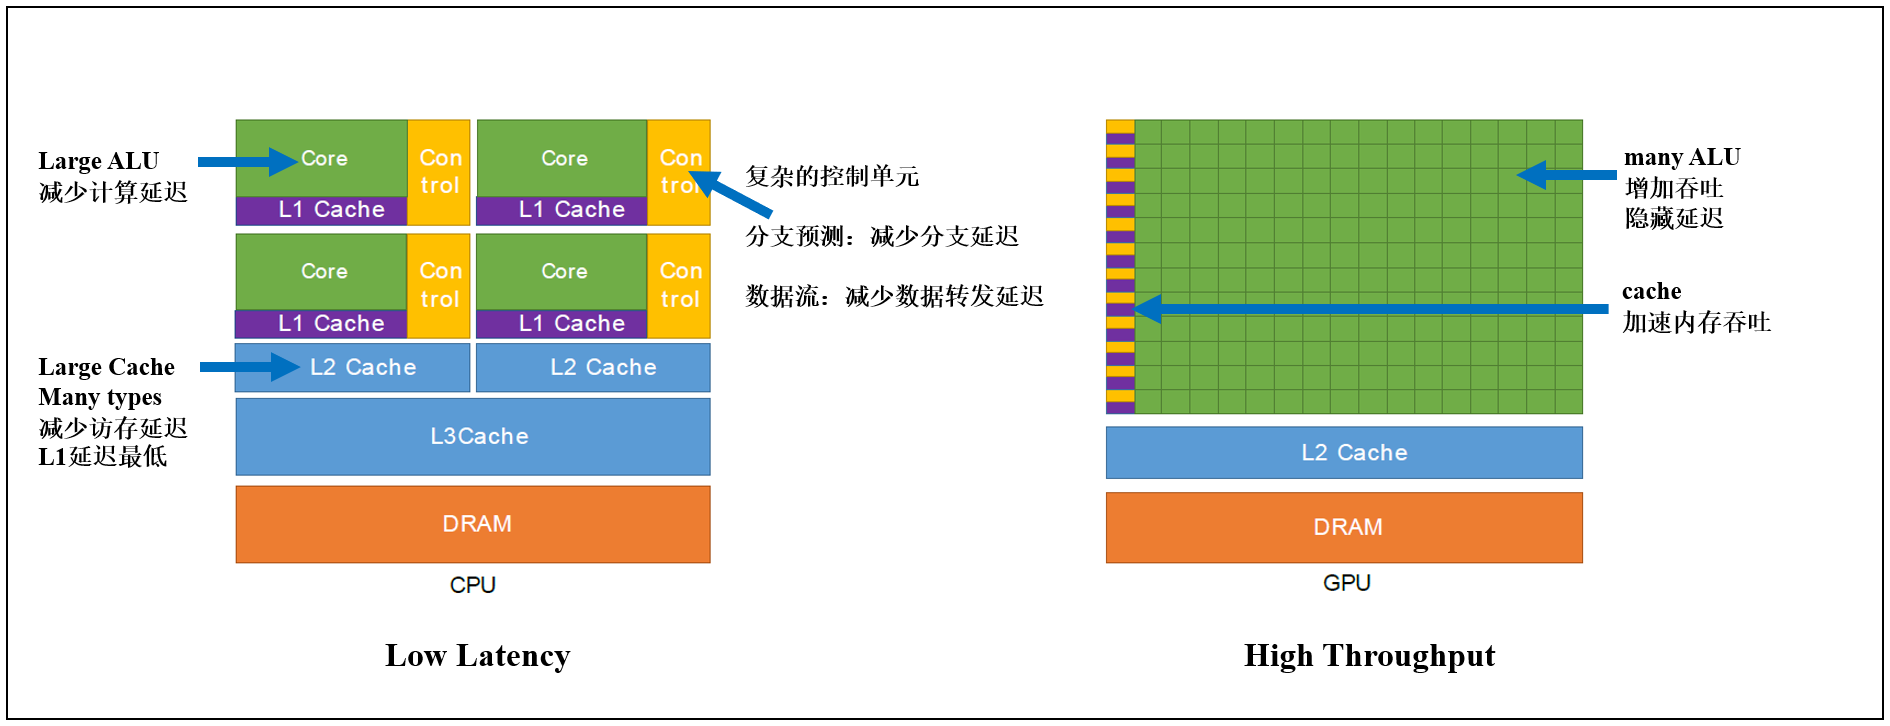 Large ALU
减少计算延迟
Core
Con
trol
L1 Cache
Core
Con
trol
L1 Cache
Core
Con
trol
L1 Cache
Core
Con
trol
L1 Cache
复杂的控制单元
分支预测：减少分支延迟
数据流：减少数据转发延迟
Large Cache
Many types
减少访存延迟
L1延迟最低
L2 Cache
L2 Cache
L3Cache
DRAM
CPU
Low Latency
many ALU
增加吞吐
隐藏延迟
cache
加速内存吞吐
L2 Cache
DRAM
GPU
High Throughput